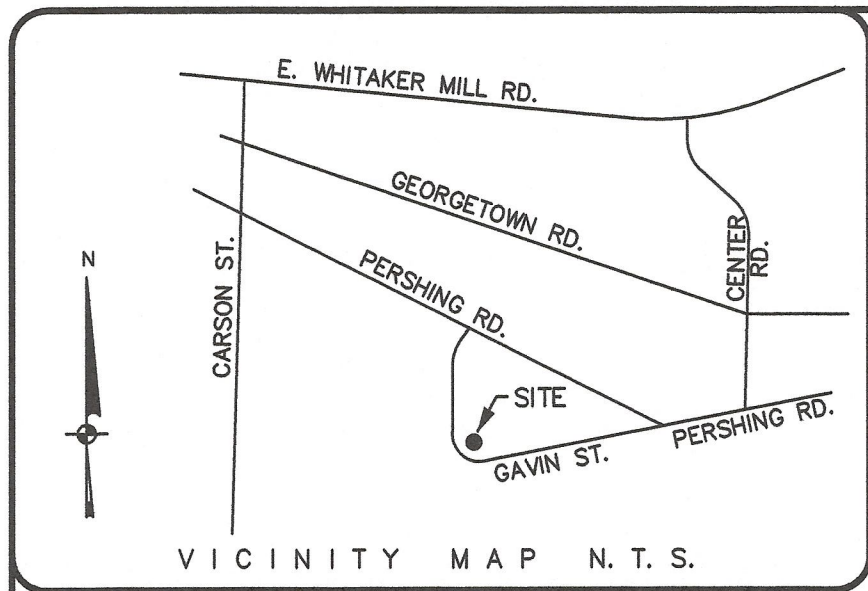 E. WHITAKER MILL RD.
GEORGETOWN RD.
CENTER
RD.
N
CARSON ST.
PERSHING RD.
SITE
PERSHING RD.
GAVIN ST.
VICINITY MAP N.T.S.